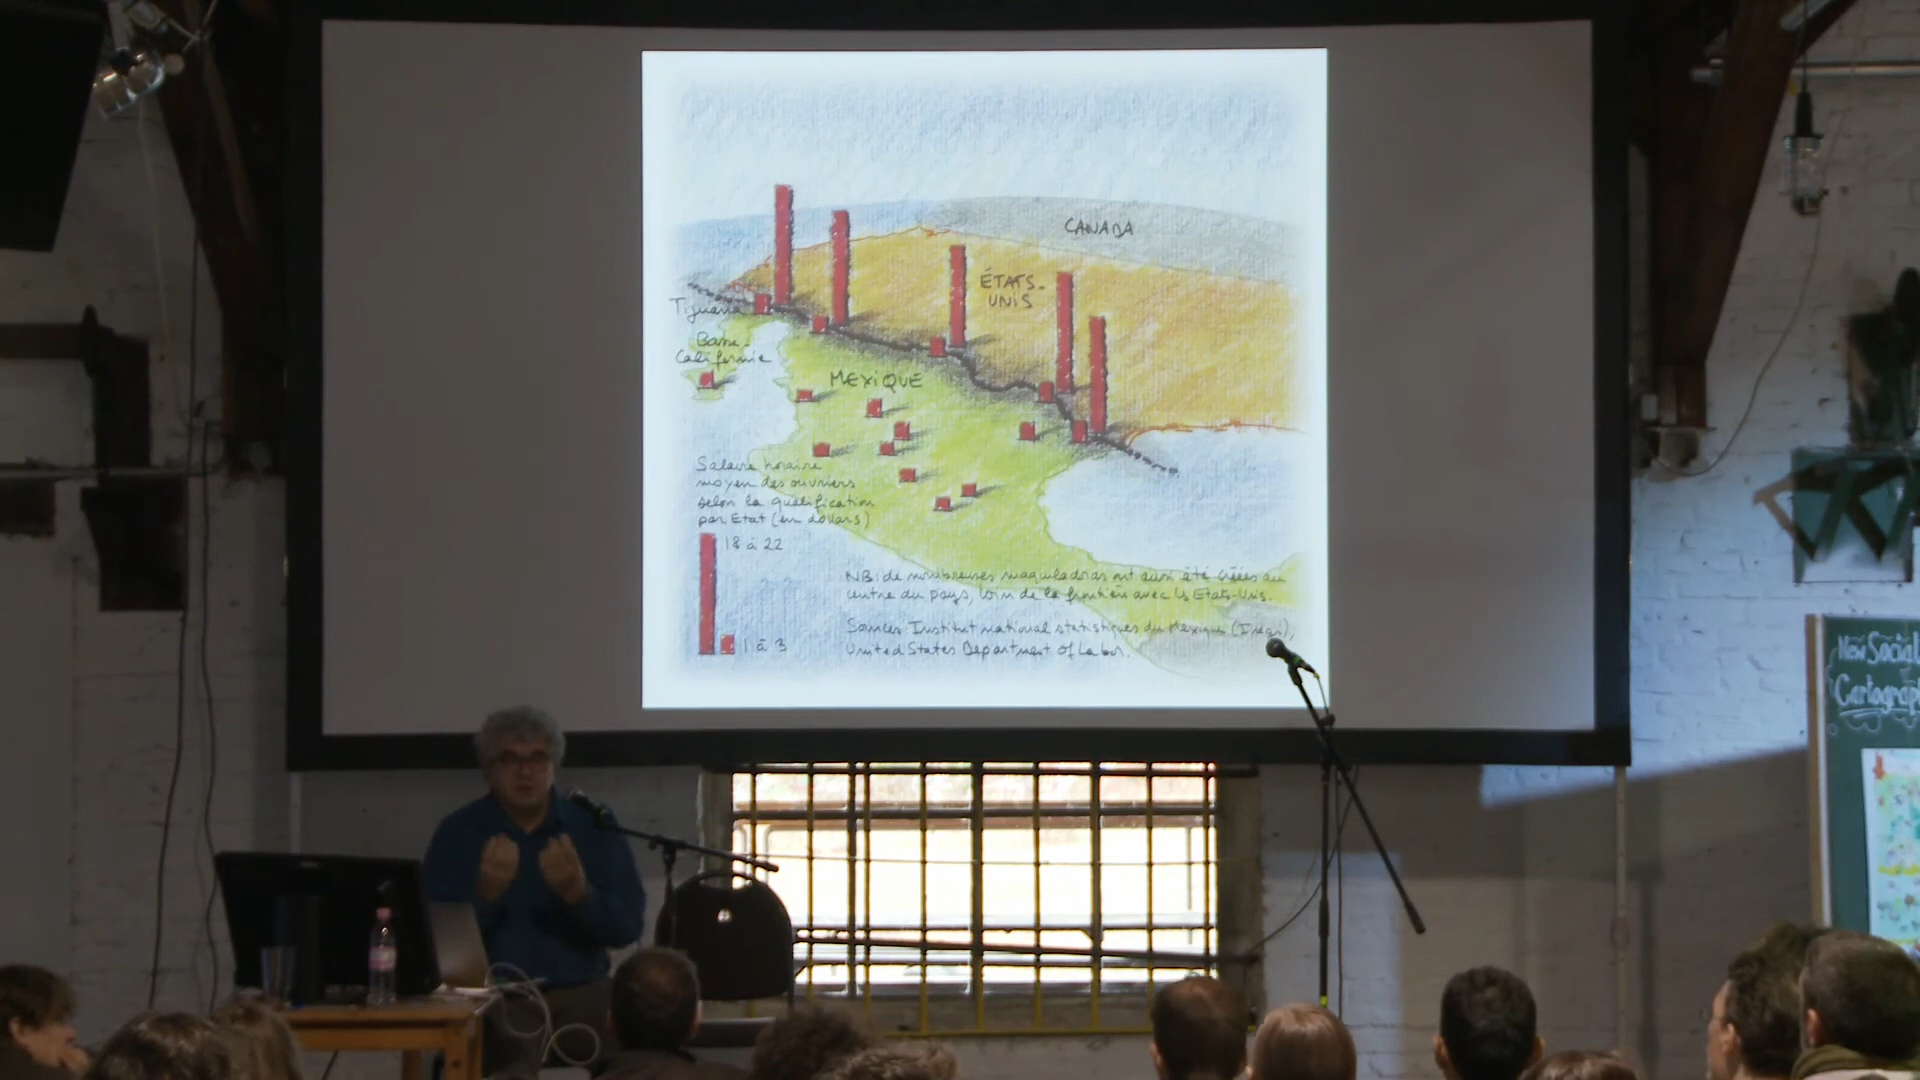 CANADA
ÉTATS-
UNIS
Tijuana
Basse-
Californie
MEXIQUE
Salaire horaire
moyen des ouvriers
selon la qualification
par Etat (en dollars)
18 à 22
1 à 3
NB: de nombreuses maquiladoras ont aussi été créées au
centre du pays, loin de la frontière avec les Etats-Unis.
Sources: Institut national statistiques du Mexique (Inegi),
United States Department of Labor.
New Social
Cartograp